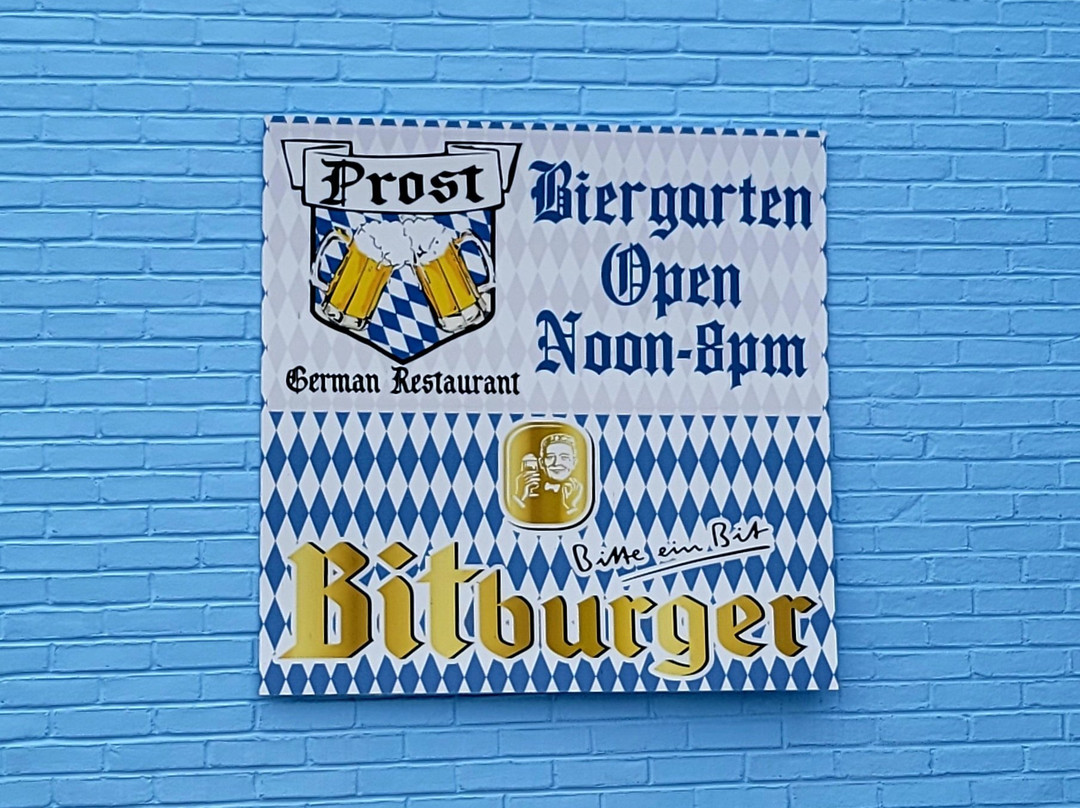 Prost
German Restaurant
Biergarten
Open
Noon-8pm
Bitte ein Bit
Bitburger